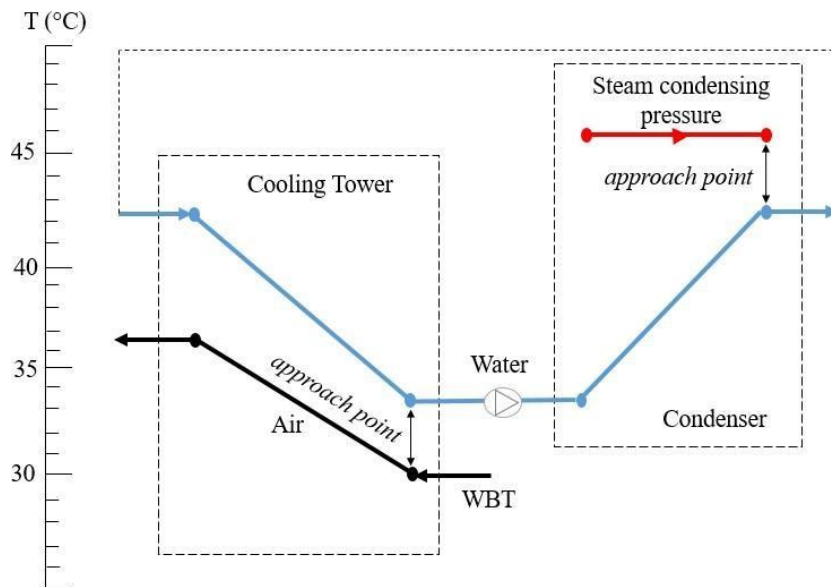 T (°C)
Steam condensing
pressure
45
Cooling Tower
approach point
40
35
Water
approach point
Air
Condenser
30
WBT